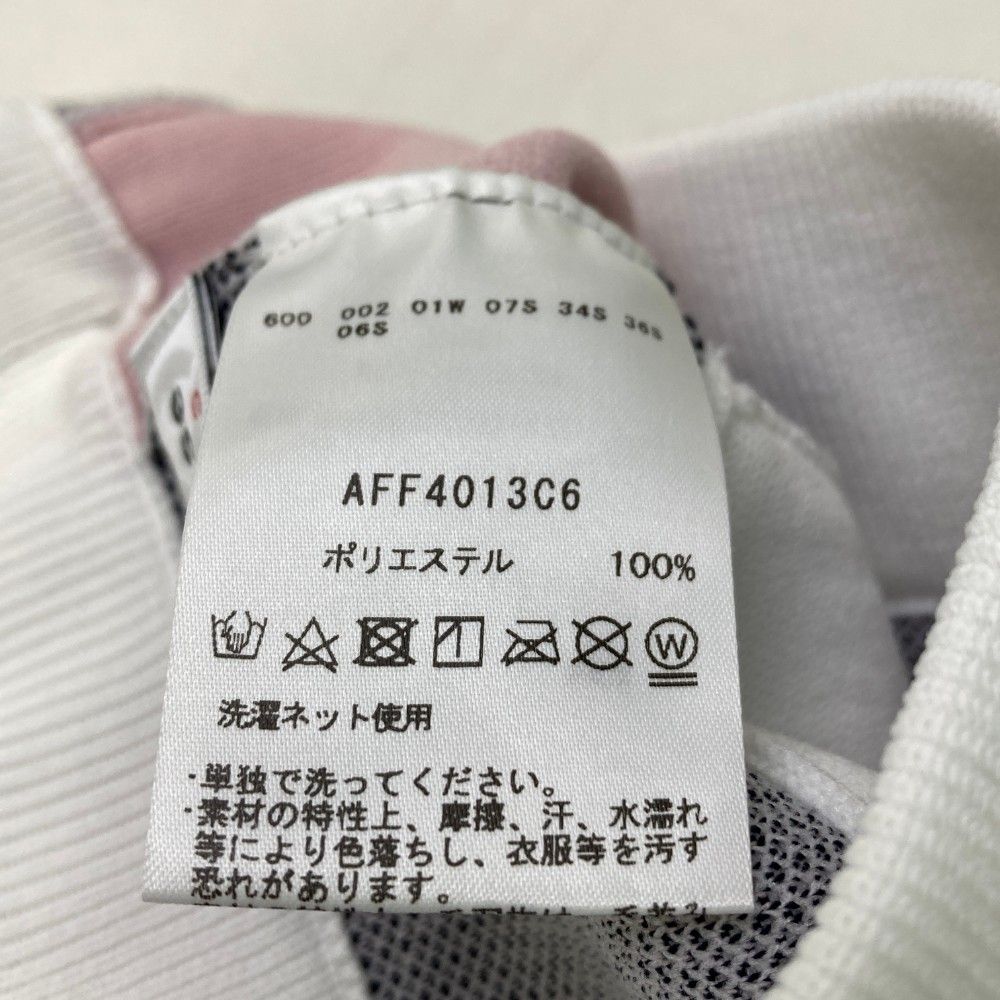 60D 002 01W 07S 34S 36S
06S
AFF4013C6
ポリエステル 100%
W
洗濯ネット使用
・単独で洗ってください。
・素材の特性上、摩擦、汗、水濡れ
等により色落ちし、衣服等を汚す
恐れがあります。